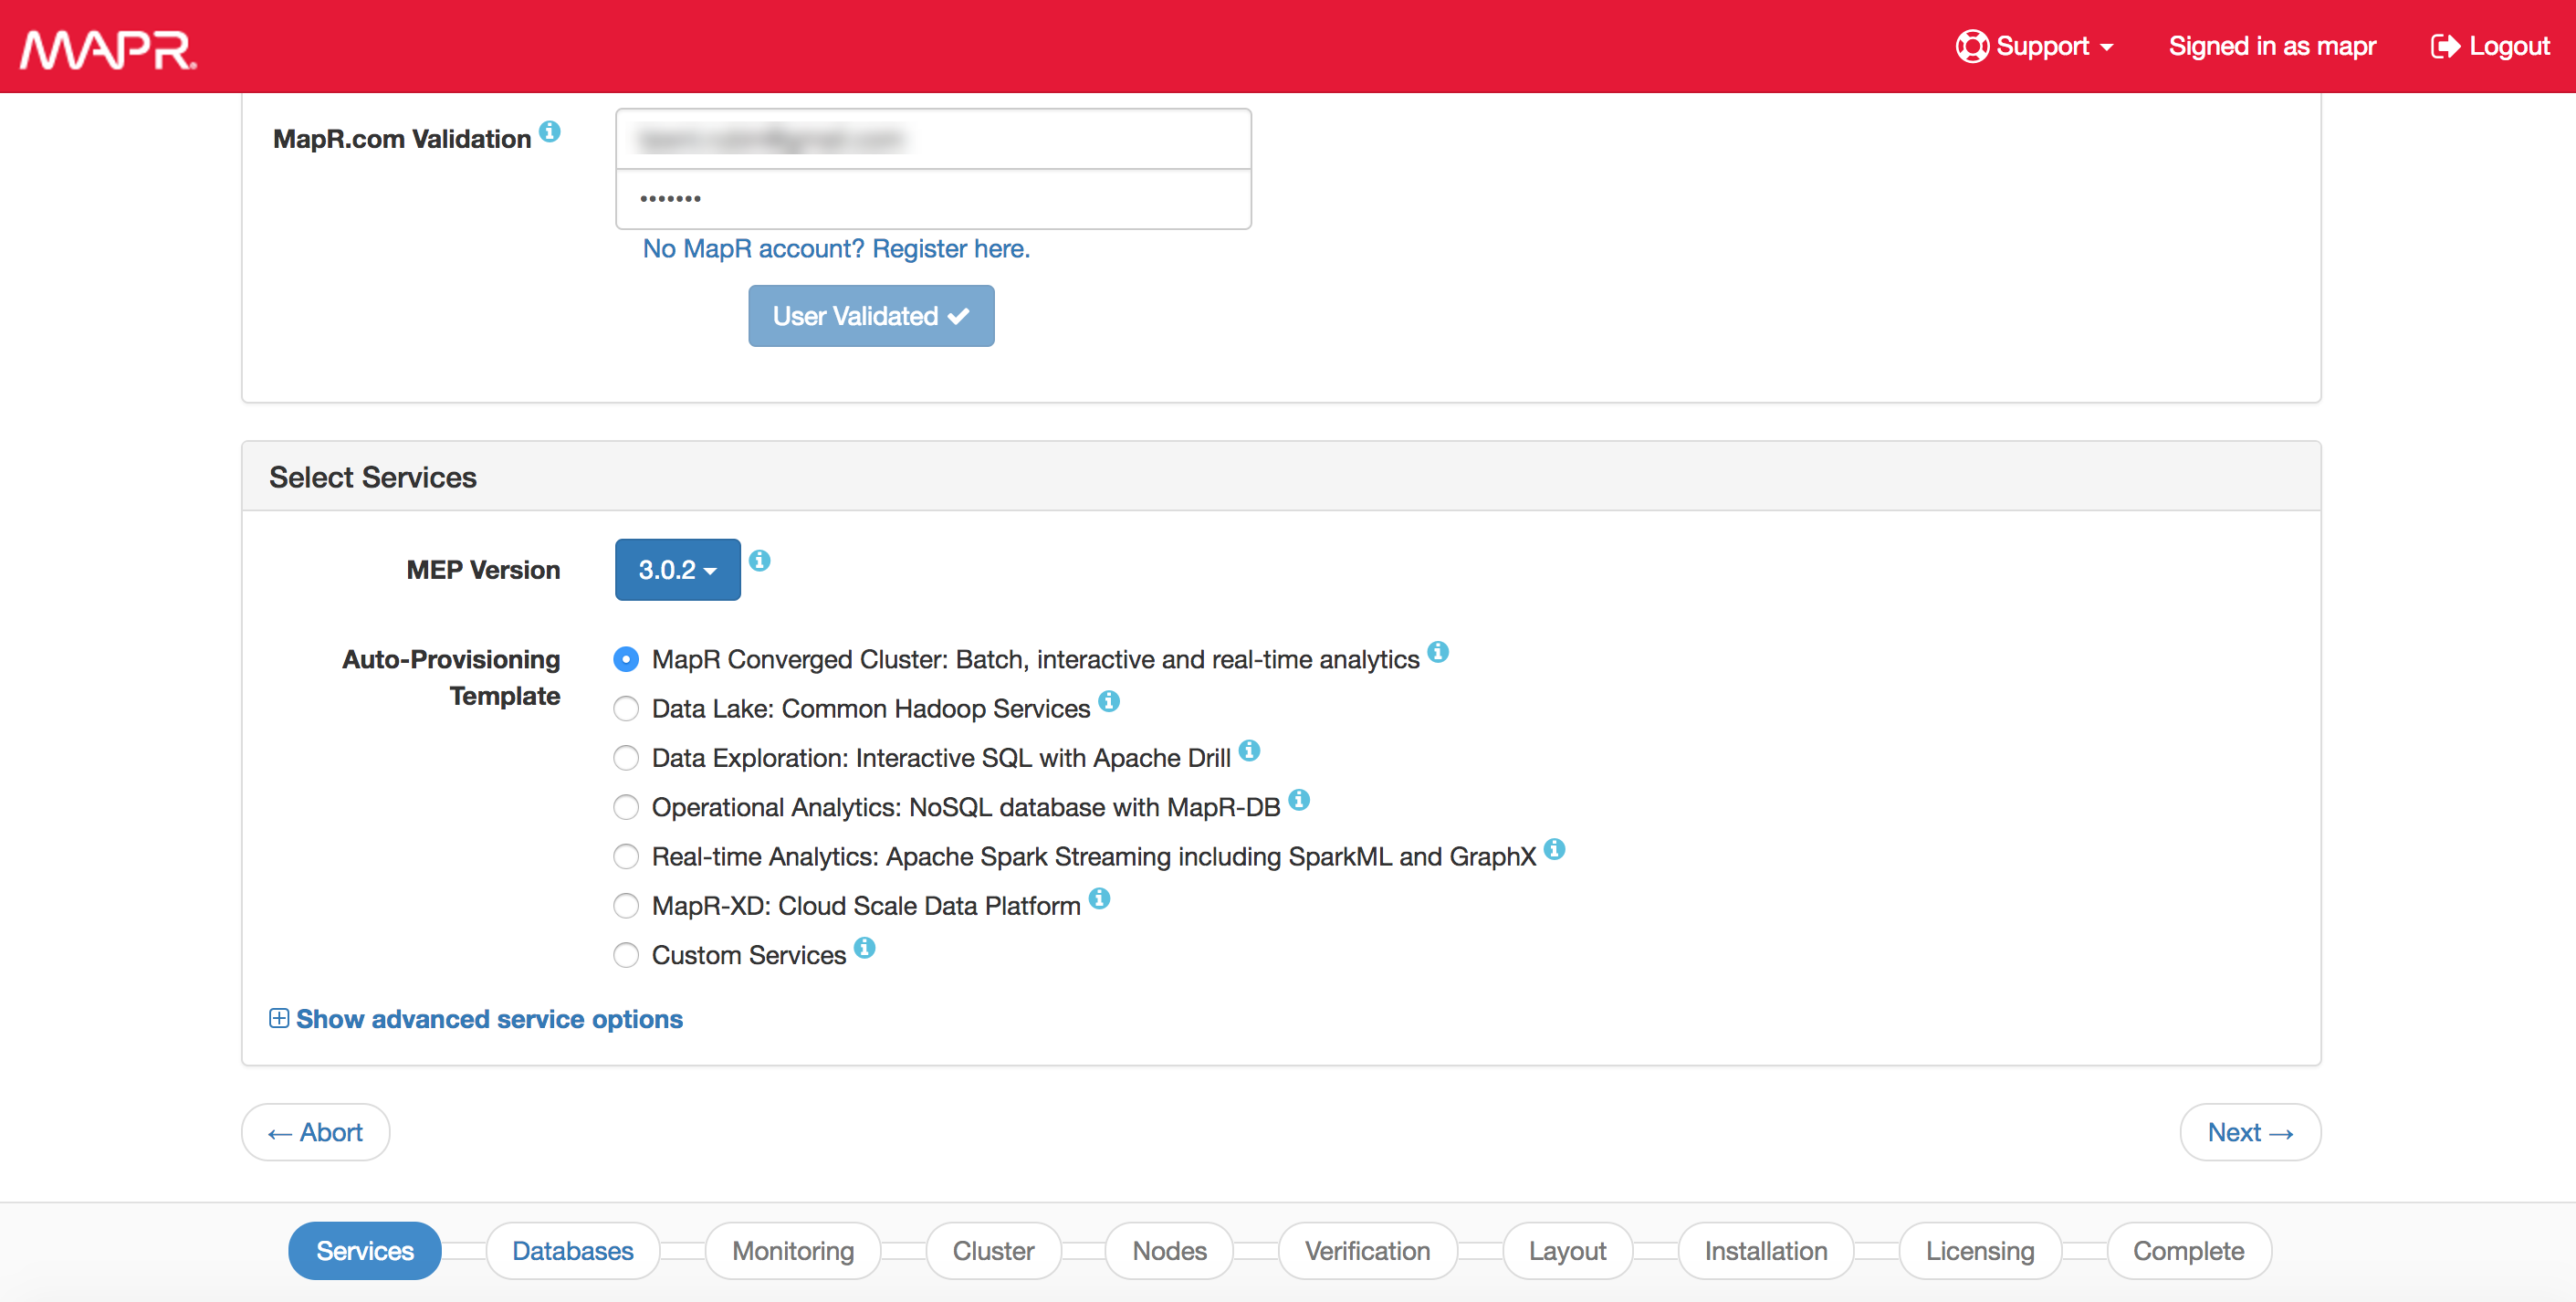 MAPR
Support
Signed in as mapr
Logout
MapR.com Validation
•••••••
No MapR account? Register here.
User Validated
Select Services
MEP Version
3.0.2
Auto-Provisioning
Template
MapR Converged Cluster: Batch, interactive and real-time analytics
Data Lake: Common Hadoop Services
Data Exploration: Interactive SQL with Apache Drill
Operational Analytics: NoSQL database with MapR-DB
Real-time Analytics: Apache Spark Streaming including SparkML and GraphX
MapR-XD: Cloud Scale Data Platform
Custom Services
Show advanced service options
← Abort
Next →
Services
Databases
Monitoring
Cluster
Nodes
Verification
Layout
Installation
Licensing
Complete